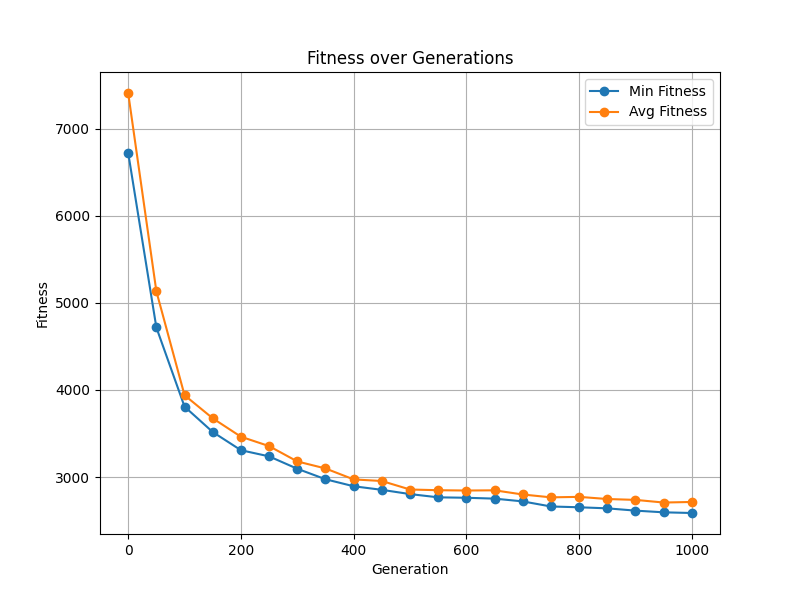 Fitness over Generations
Min Fitness
Avg Fitness
7000
6000
5000
4000
3000
Fitness
0 200 400 600 800 1000
Generation